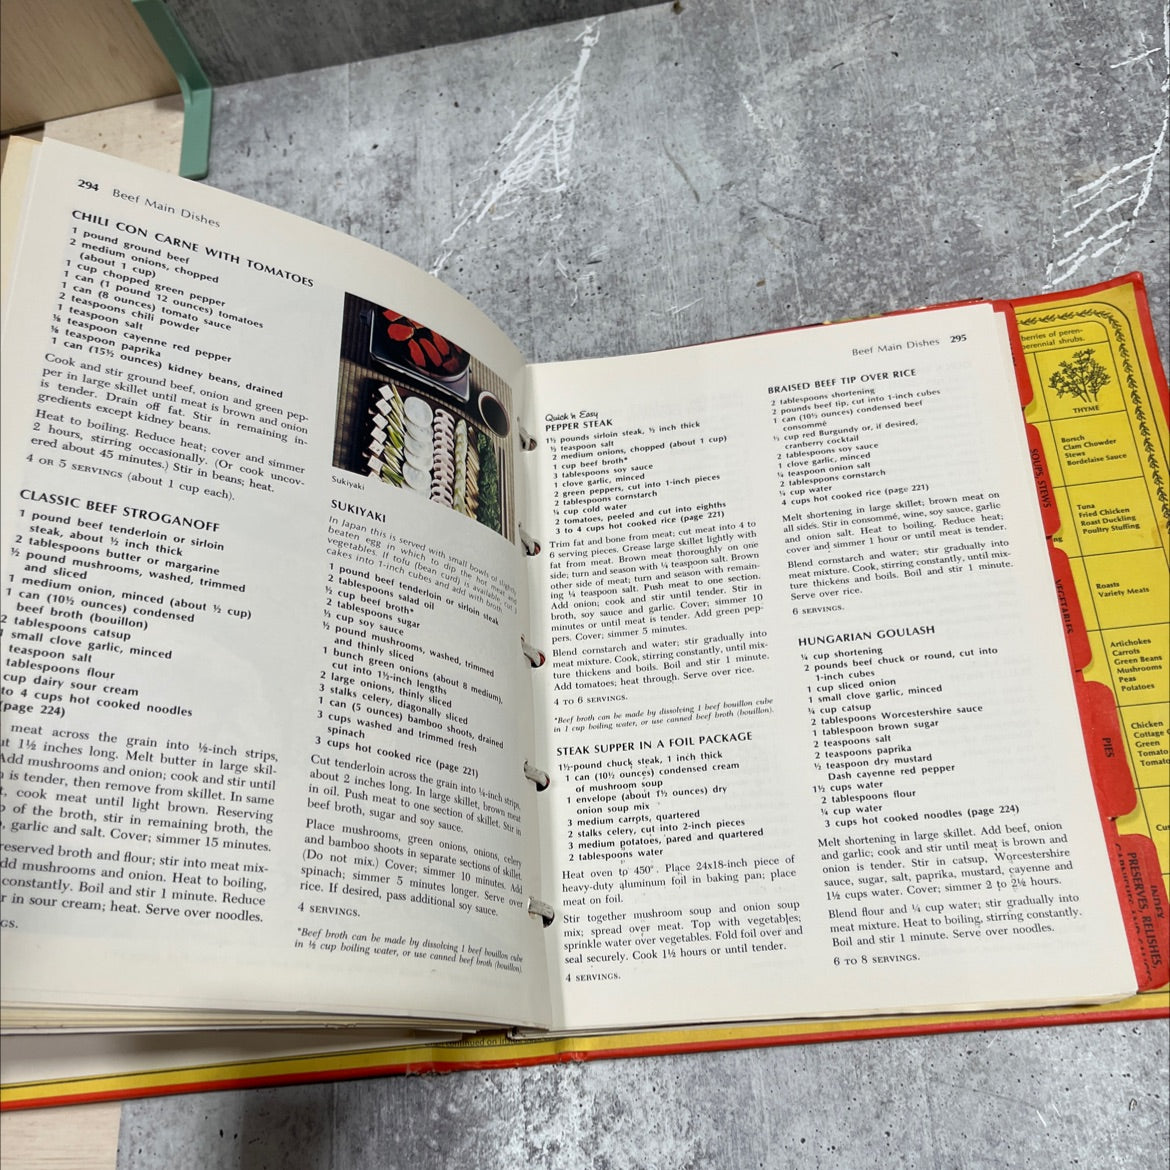 294 Beef Main Dishes
CHILI CON CARNE WITH TOMATOES
1 pound ground beef
2 medium onions, chopped
(about 1 cup)
1 cup chopped green pepper
1 can (1 pound 12 ounces) tomatoes
1 can (8 ounces) tomato sauce
2 teaspoons chili powder
1 teaspoon salt
⅛ teaspoon cayenne red pepper
⅛ teaspoon paprika
1 can (15½ ounces) kidney beans, drained
Cook and stir ground beef, onion and green pep-
per in large skillet until meat is brown and onion
is tender. Drain off fat. Stir in remaining in-
gredients except kidney beans.
Heat to boiling. Reduce heat; cover and simmer
2 hours, stirring occasionally. (Or cook uncov-
ered about 45 minutes.) Stir in beans; heat.
4 OR 5 SERVINGS (about 1 cup each).
CLASSIC BEEF STROGANOFF
1 pound beef tenderloin or sirloin
steak, about ½ inch thick
2 tablespoons butter or margarine
½ pound mushrooms, washed, trimmed
and sliced
1 medium onion, minced (about ½ cup)
1 can (10½ ounces) condensed
beef broth (bouillon)
2 tablespoons catsup
1 small clove garlic, minced
teaspoon salt
tablespoons flour
cup dairy sour cream
to 4 cups hot cooked noodles
(page 224)
meat across the grain into ½-inch strips,
ut 1½ inches long. Melt butter in large skil-
Add mushrooms and onion; cook and stir until
is tender, then remove from skillet. In same
, cook meat until light brown. Reserving
of the broth, stir in remaining broth, the
, garlic and salt. Cover; simmer 15 minutes.
reserved broth and flour; stir into meat mix-
dd mushrooms and onion. Heat to boiling,
constantly. Boil and stir 1 minute. Reduce
r in sour cream; heat. Serve over noodles.
GS.
Sukiyaki
SUKIYAKI
In Japan this is served with small bowls of slightly
beaten egg in which to dip the hot meat and
vegetables. If tofu (bean curd) is available, cut 3
cakes into 1-inch cubes and add with broth.
1 pound beef tenderloin or sirloin steak
2 tablespoons salad oil
½ cup beef broth*
2 tablespoons sugar
⅓ cup soy sauce
½ pound mushrooms, washed, trimmed
and thinly sliced
1 bunch green onions (about 8 medium),
cut into 1½-inch lengths
2 large onions, thinly sliced
3 stalks celery, diagonally sliced
1 can (5 ounces) bamboo shoots, drained
3 cups washed and trimmed fresh
spinach
3 cups hot cooked rice (page 221)
Cut tenderloin across the grain into ¼-inch strips,
about 2 inches long. In large skillet, brown meat
in oil. Push meat to one section of skillet. Stir in
beef broth, sugar and soy sauce.
Place mushrooms, green onions, onions, celery
and bamboo shoots in separate sections of skillet.
(Do not mix.) Cover; simmer 10 minutes. Add
spinach; simmer 5 minutes longer. Serve over
rice. If desired, pass additional soy sauce.
4 SERVINGS.
*Beef broth can be made by dissolving 1 beef bouillon cube
in ½ cup boiling water, or use canned beef broth (bouillon).
Beef Main Dishes 295
Quick 'n Easy
PEPPER STEAK
1½ pounds sirloin steak, ½ inch thick
½ teaspoon salt
2 medium onions, chopped (about 1 cup)
1 cup beef broth*
3 tablespoons soy sauce
1 clove garlic, minced
2 green peppers, cut into 1-inch pieces
2 tablespoons cornstarch
¼ cup cold water
2 tomatoes, peeled and cut into eighths
3 to 4 cups hot cooked rice (page 221)
Trim fat and bone from meat; cut meat into 4 to
6 serving pieces. Grease large skillet lightly with
fat from meat. Brown meat thoroughly on one
side; turn and season with ¼ teaspoon salt. Brown
other side of meat; turn and season with remain-
ing ¼ teaspoon salt. Push meat to one section.
Add onion; cook and stir until tender. Stir in
broth, soy sauce and garlic. Cover; simmer 10
minutes or until meat is tender. Add green pep-
pers. Cover; simmer 5 minutes.
Blend cornstarch and water; stir gradually into
meat mixture. Cook, stirring constantly, until mix-
ture thickens and boils. Boil and stir 1 minute.
Add tomatoes; heat through. Serve over rice.
4 TO 6 SERVINGS.
*Beef broth can be made by dissolving 1 beef bouillon cube
in 1 cup boiling water, or use canned beef broth (bouillon).
STEAK SUPPER IN A FOIL PACKAGE
1½-pound chuck steak, 1 inch thick
1 can (10½ ounces) condensed cream
of mushroom soup
1 envelope (about 1½ ounces) dry
onion soup mix
3 medium carrots, quartered
2 stalks celery, cut into 2-inch pieces
3 medium potatoes, pared and quartered
2 tablespoons water
Heat oven to 450°. Place 24x18-inch piece of
heavy-duty aluminum foil in baking pan; place
meat on foil.
Stir together mushroom soup and onion soup
mix; spread over meat. Top with vegetables;
sprinkle water over vegetables. Fold foil over and
seal securely. Cook 1½ hours or until tender.
4 SERVINGS.
BRAISED BEEF TIP OVER RICE
2 tablespoons shortening
2 pounds beef tip, cut into 1-inch cubes
1 can (10½ ounces) condensed beef
consommé
⅓ cup red Burgundy or, if desired,
cranberry cocktail
2 tablespoons soy sauce
1 clove garlic, minced
¼ teaspoon onion salt
2 tablespoons cornstarch
¼ cup water
4 cups hot cooked rice (page 221)
Melt shortening in large skillet; brown meat on
all sides. Stir in consommé, wine, soy sauce, garlic
and onion salt. Heat to boiling. Reduce heat;
cover and simmer 1 hour or until meat is tender.
Blend cornstarch and water; stir gradually into
meat mixture. Cook, stirring constantly, until mix-
ture thickens and boils. Boil and stir 1 minute.
Serve over rice.
6 SERVINGS.
HUNGARIAN GOULASH
¼ cup shortening
2 pounds beef chuck or round, cut into
1-inch cubes
1 cup sliced onion
1 small clove garlic, minced
¾ cup catsup
2 tablespoons Worcestershire sauce
1 tablespoon brown sugar
2 teaspoons salt
2 teaspoons paprika
½ teaspoon dry mustard
Dash cayenne red pepper
1½ cups water
2 tablespoons flour
¼ cup water
3 cups hot cooked noodles (page 224)
Melt shortening in large skillet. Add beef, onion
and garlic; cook and stir until meat is brown and
onion is tender. Stir in catsup, Worcestershire
sauce, sugar, salt, paprika, mustard, cayenne and
1½ cups water. Cover; simmer 2 to 2½ hours.
Blend flour and ¼ cup water; stir gradually into
meat mixture. Heat to boiling, stirring constantly.
Boil and stir 1 minute. Serve over noodles.
6 TO 8 SERVINGS.
berries of peren-
perennial shrubs.
THYME
Borsch
Clam Chowder
Stews
Bordelaise Sauce
Tuna
Fried Chicken
Roast Duckling
Poultry Stuffing
ng
Roasts
Variety Meats
Artichokes
Carrots
Green Beans
Mushrooms
Peas
Potatoes
Chicken
Cottage
Green
Tomato
Tomato
Cu
SOUPS, STEWS
VEGETABLES
PIES
PRESERVES, RELISHES,
INDEX
continued on